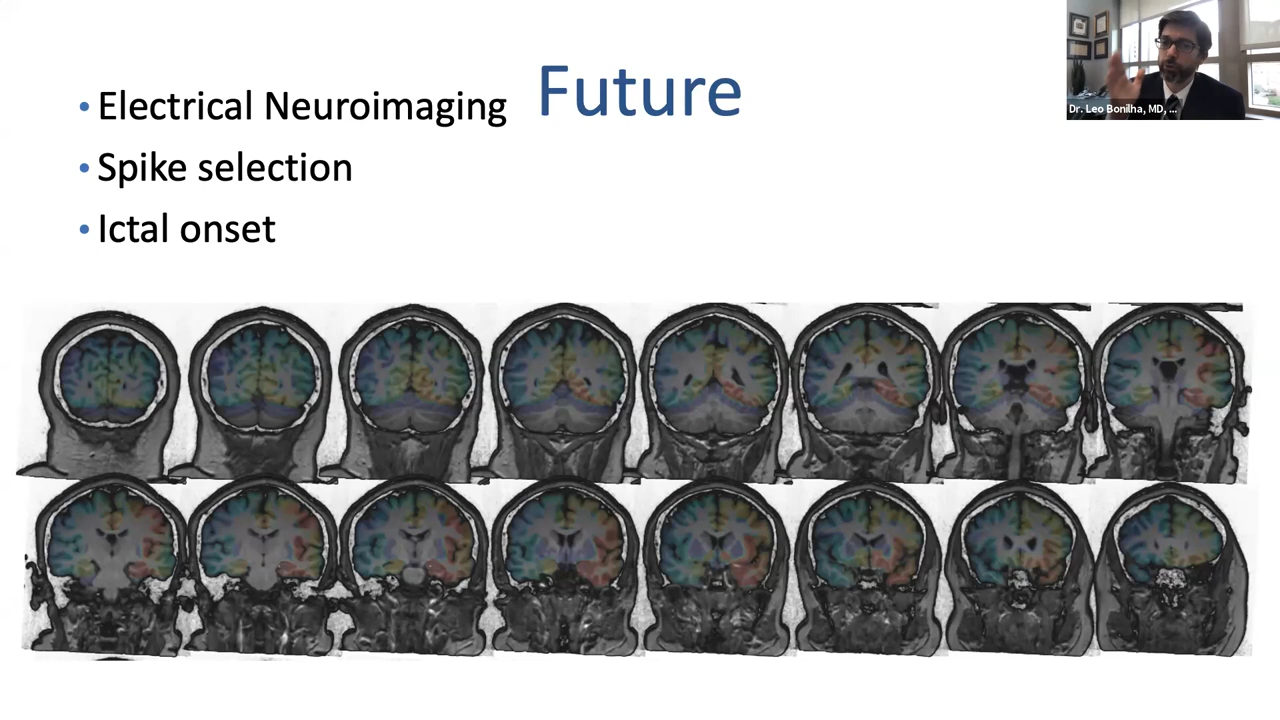 Future
• Electrical Neuroimaging
• Spike selection
• Ictal onset
Dr. Leo Bonilha, MD, ...